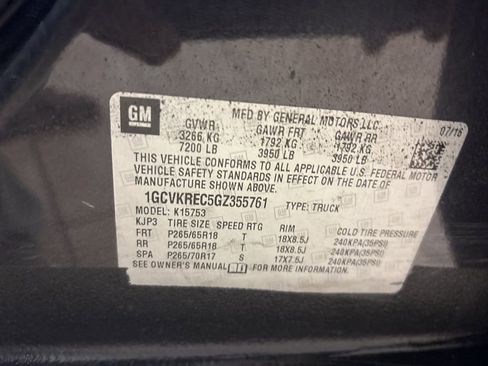 GM
MFD BY GENERAL MOTORS LLC
07/16
GVWR GAWR FRT GAWR RR
3266 KG 1792 KG 1792 KG
7200 LB 3950 LB 3950 LB
THIS VEHICLE CONFORMS TO ALL APPLICABLE U.S. FEDERAL MOTOR
VEHICLE SAFETY STANDARDS IN EFFECT ON THE DATE OF
MANUFACTURE SHOWN ABOVE.
1GCVKREC5GZ355761 TYPE: TRUCK
MODEL: K15753
KJP3 TIRE SIZE SPEED RTG RIM COLD TIRE PRESSURE
FRT P265/65R18 T 18X8.5J 240KPA(35PSI)
RR P265/65R18 T 18X8.5J 240KPA(35PSI)
SPA P265/70R17 S 17X7.5J 240KPA(35PSI)
SEE OWNER'S MANUAL FOR MORE INFORMATION.